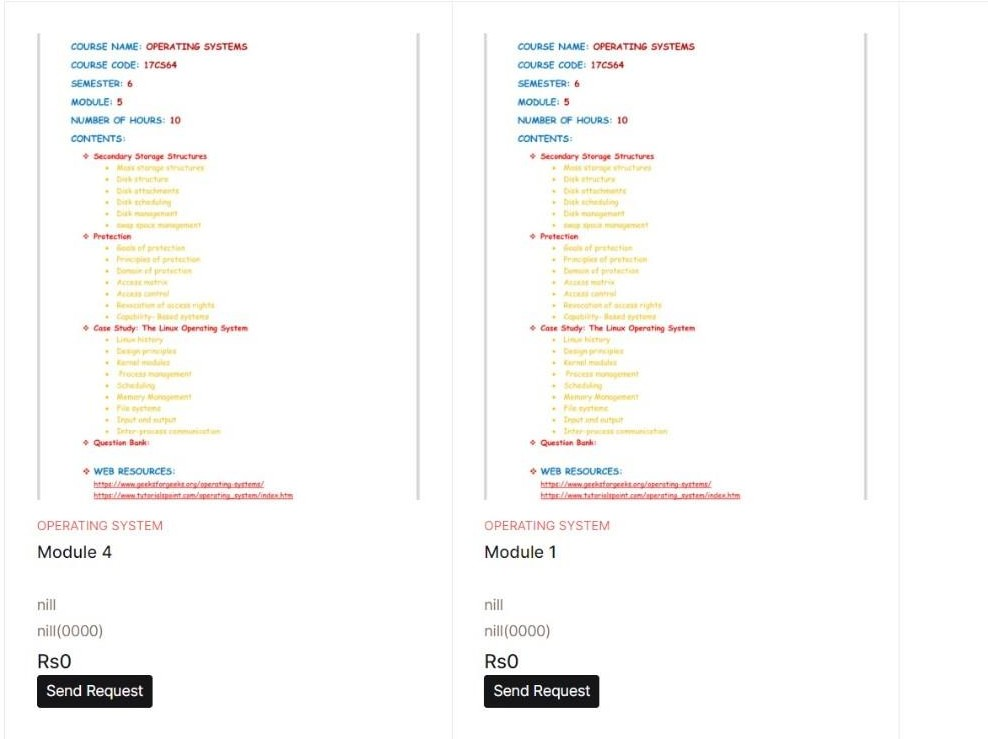 COURSE NAME: OPERATING SYSTEMS
COURSE CODE: 17CS64
SEMESTER: 6
MODULE: 5
NUMBER OF HOURS: 10
CONTENTS:
Secondary Storage Structures
Mass storage structures
Disk structure
Disk attachments
Disk scheduling
Disk management
swap space management
Protection
Goals of protection
Principles of protection
Domain of protection
Access matrix
Access control
Revocation of access rights
Capability- Based systems
Case Study: The Linux Operating System
Linux history
Design principles
Kernel modules
Process management
Scheduling
Memory Management
File systems
Input and output
Inter-process communication
Question Bank:
WEB RESOURCES:
https://www.geeksforgeeks.org/operating-systems/
https://www.tutorialspoint.com/operating_system/index.htm
OPERATING SYSTEM
Module 4
nill
nill(0000)
Rs0
Send Request
COURSE NAME: OPERATING SYSTEMS
COURSE CODE: 17CS64
SEMESTER: 6
MODULE: 5
NUMBER OF HOURS: 10
CONTENTS:
Secondary Storage Structures
Mass storage structures
Disk structure
Disk attachments
Disk scheduling
Disk management
swap space management
Protection
Goals of protection
Principles of protection
Domain of protection
Access matrix
Access control
Revocation of access rights
Capability- Based systems
Case Study: The Linux Operating System
Linux history
Design principles
Kernel modules
Process management
Scheduling
Memory Management
File systems
Input and output
Inter-process communication
Question Bank:
WEB RESOURCES:
https://www.geeksforgeeks.org/operating-systems/
https://www.tutorialspoint.com/operating_system/index.htm
OPERATING SYSTEM
Module 1
nill
nill(0000)
Rs0
Send Request